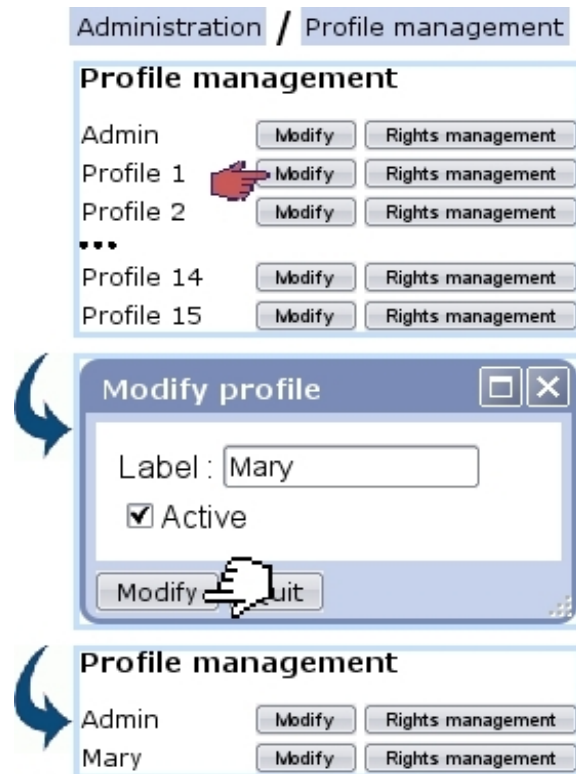 Administration / Profile management
Profile management
Admin Modify Rights management
Profile 1 Modify Rights management
Profile 2 Modify Rights management
...
Profile 14 Modify Rights management
Profile 15 Modify Rights management
Modify profile
Label : Mary
Active
Modify uit
Profile management
Admin Modify Rights management
Mary Modify Rights management